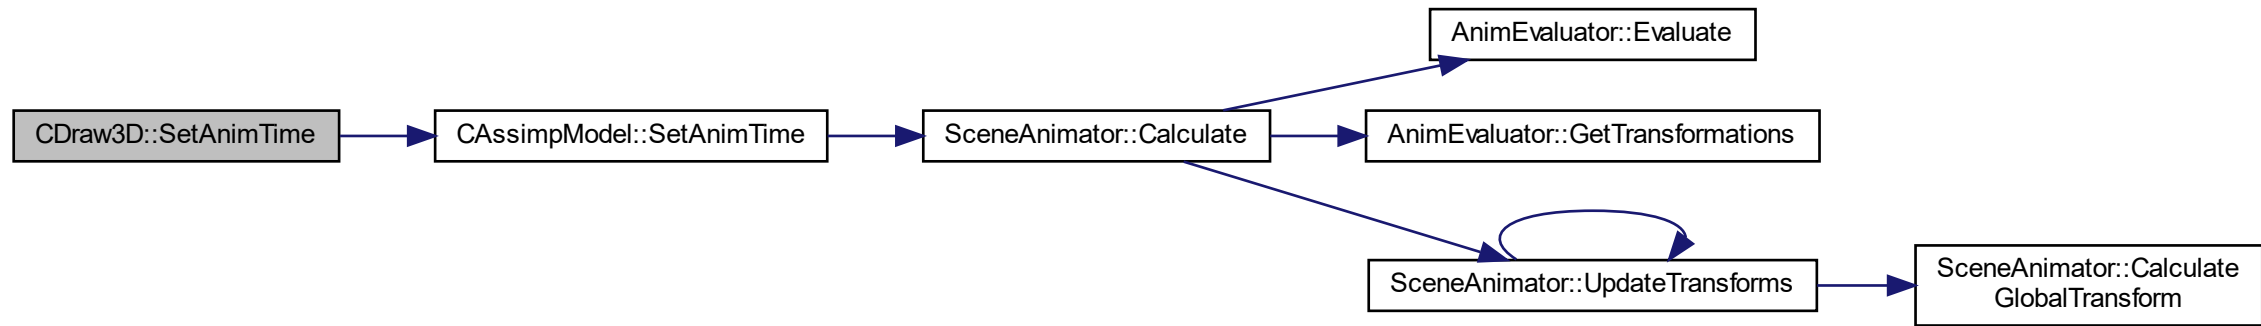 AnimEvaluator::Evaluate
CDraw3D::SetAnimTime
CAssimpModel::SetAnimTime
SceneAnimator::Calculate
AnimEvaluator::GetTransformations
SceneAnimator::UpdateTransforms
SceneAnimator::Calculate
GlobalTransform